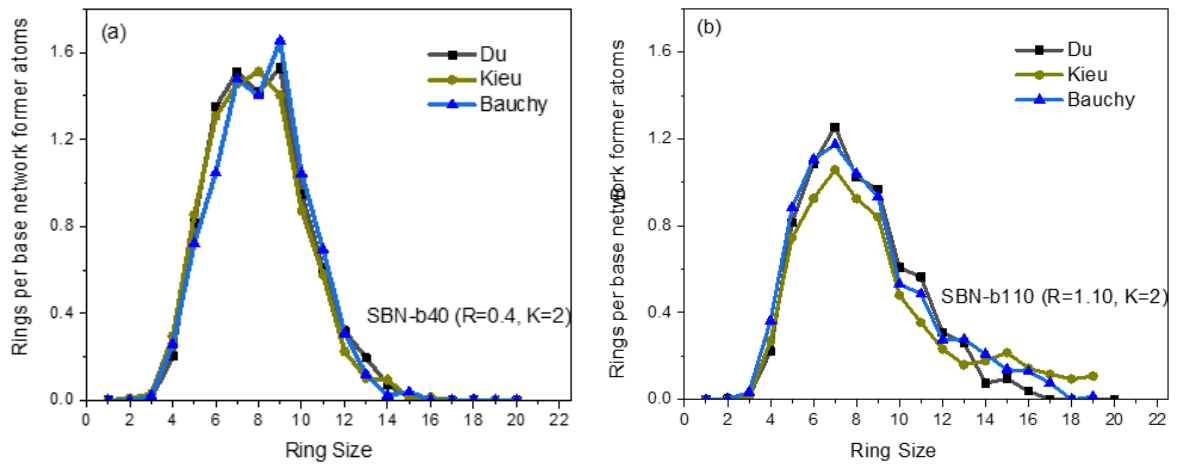 (a)
Du
Kieu
Bauchy
SBN-b40 (R=0.4, K=2)
Rings per base network former atoms
0.0
0.4
0.8
1.2
1.6
0 2 4 6 8 10 12 14 16 18 20 22
Ring Size
(b)
Du
Kieu
Bauchy
SBN-b110 (R=1.10, K=2)
Rings per base network former atoms
0.0
0.4
0.8
1.2
1.6
0 2 4 6 8 10 12 14 16 18 20 22
Ring Size